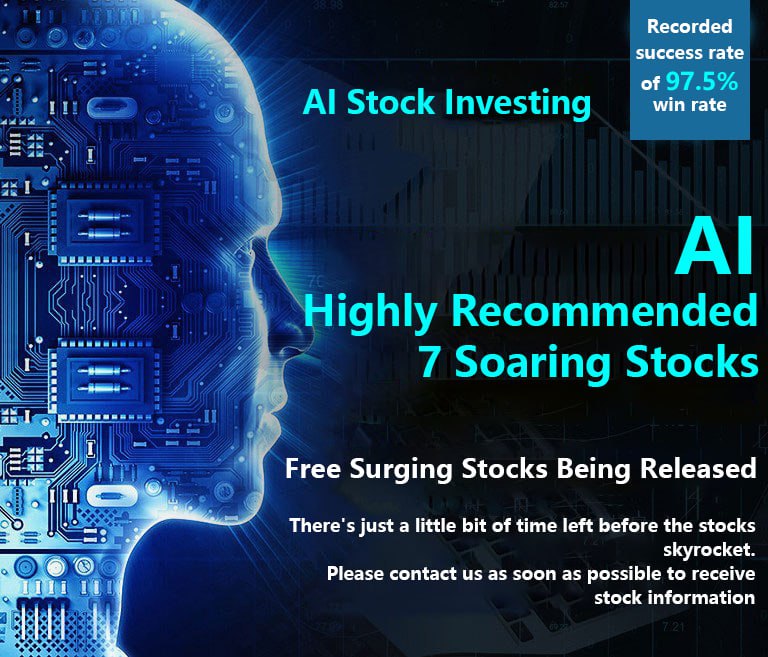 Recorded
success rate
of 97.5%
win rate
AI Stock Investing
AI
Highly Recommended
7 Soaring Stocks
Free Surging Stocks Being Released
There's just a little bit of time left before the stocks
skyrocket.
Please contact us as soon as possible to receive
stock information